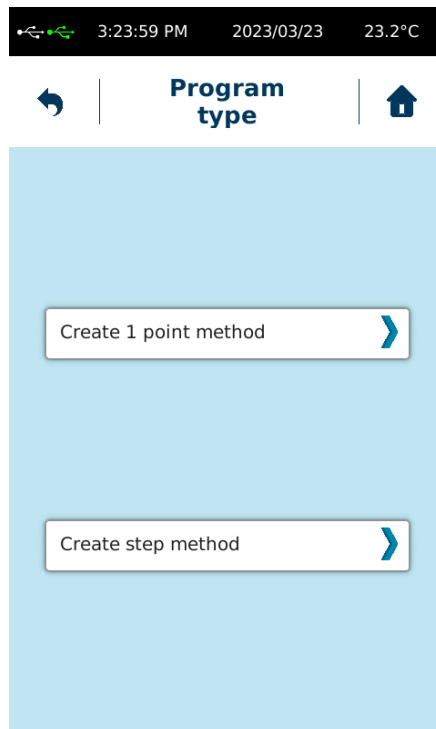 3:23:59 PM 2023/03/23 23.2°C
Program
type
Create 1 point method
Create step method